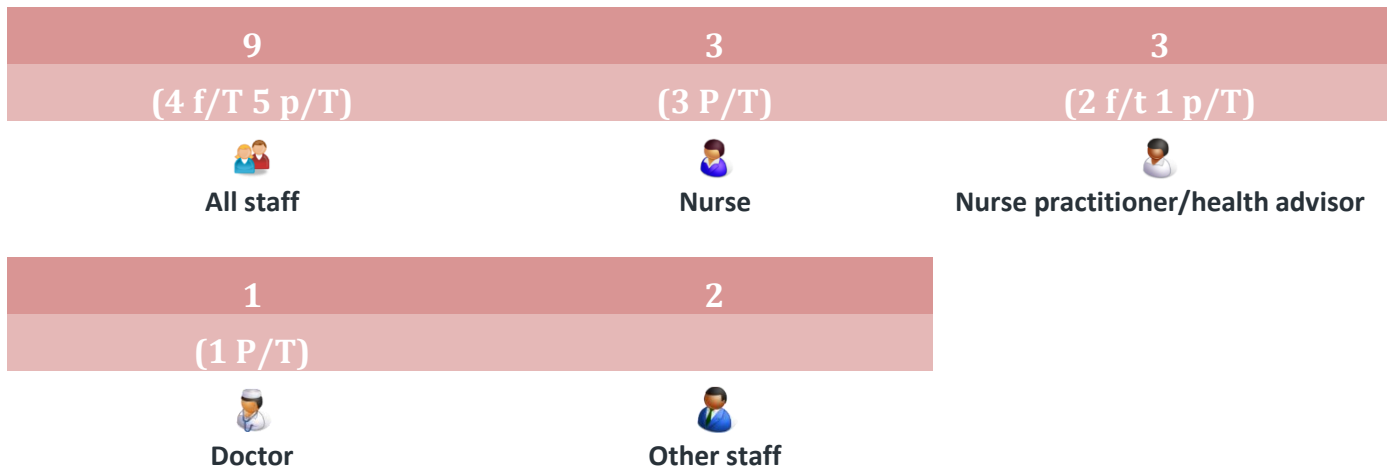 9 3 3
(4 f/T 5 p/T) (3 P/T) (2 f/t 1 p/T)
All staff Nurse Nurse practitioner/health advisor
1 2
(1 P/T)
Doctor Other staff